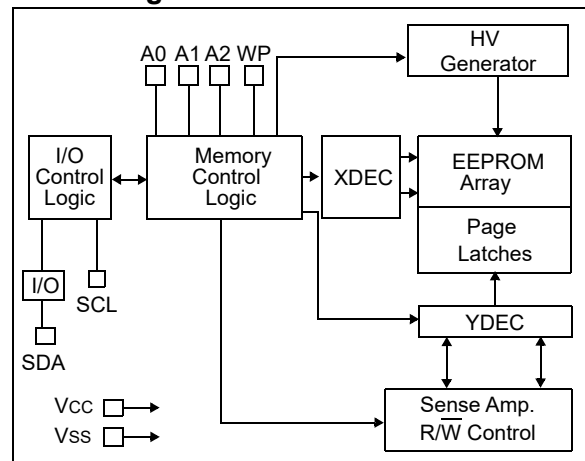 HV
Generator
A0 A1 A2 WP
I/O
Control
Logic
Memory
Control
Logic
XDEC
EEPROM
Array
Page
Latches
I/O
SCL
SDA
YDEC
VCC
VSS
Sense Amp.
R/W̅ Control